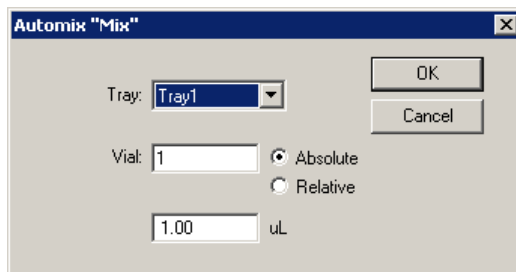 Automix "Mix"
OK
Tray: Tray1
Cancel
Vial: 1 Absolute
Relative
1.00 uL